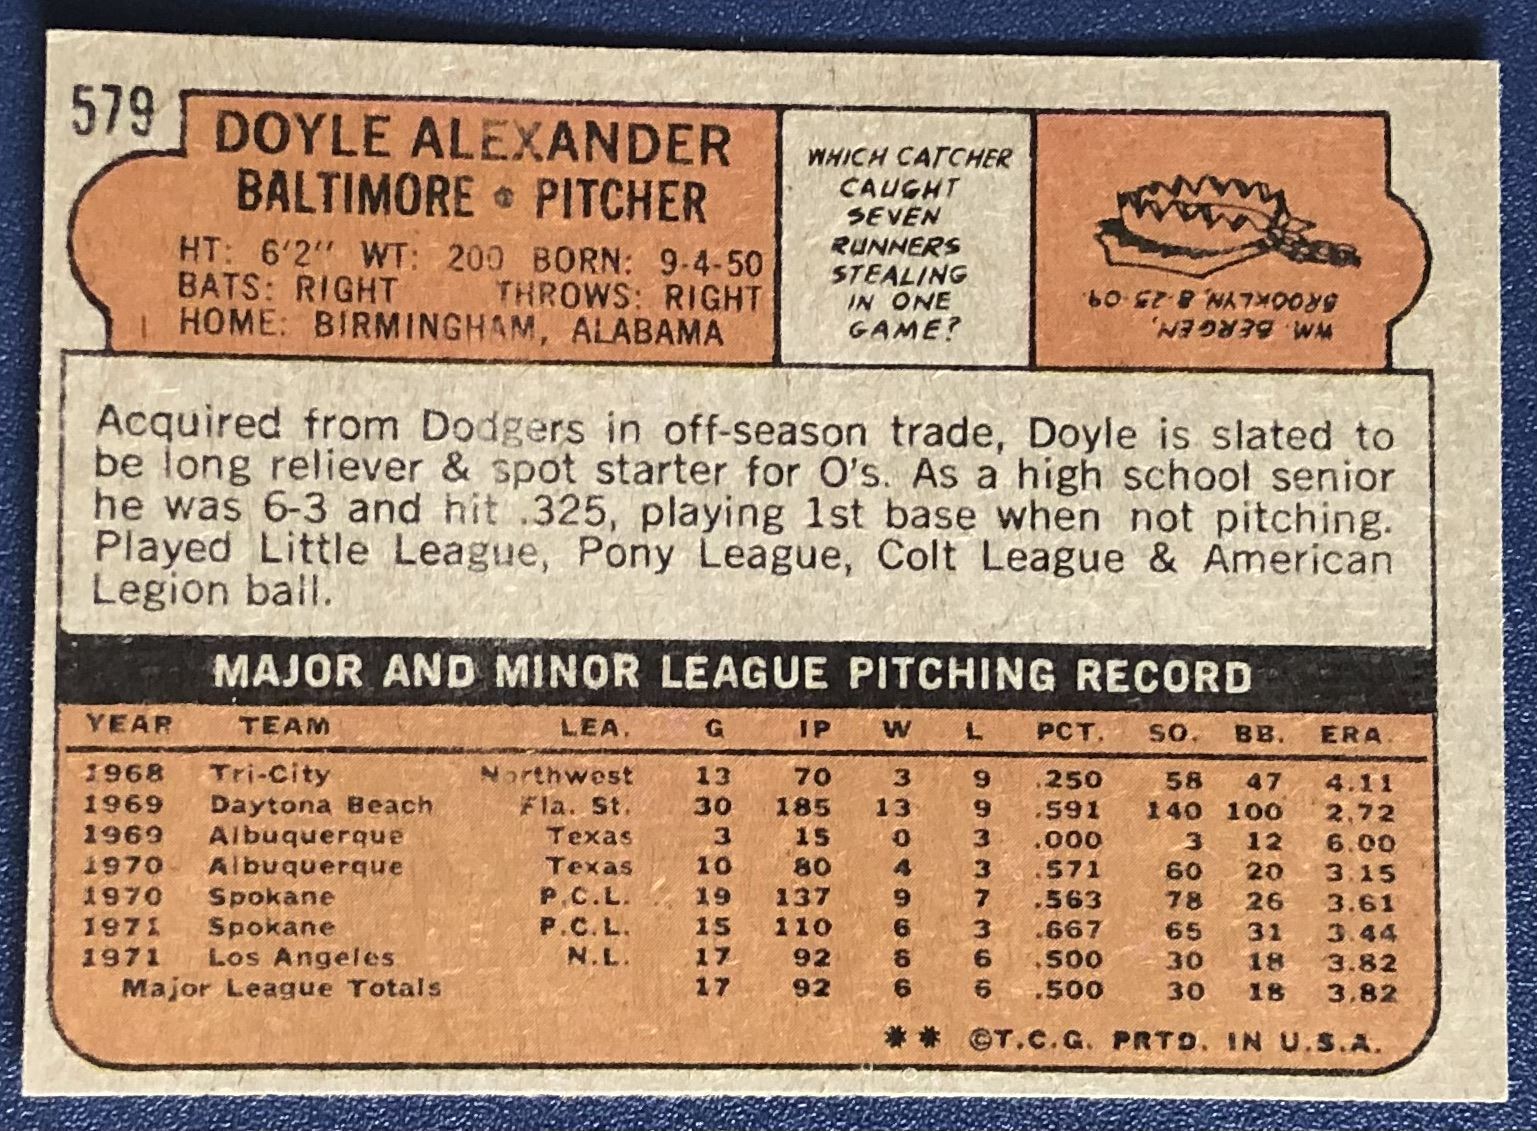 579
DOYLE ALEXANDER
BALTIMORE • PITCHER
HT: 6'2" WT: 200 BORN: 9-4-50
BATS: RIGHT THROWS: RIGHT
HOME: BIRMINGHAM, ALABAMA
WHICH CATCHER
CAUGHT
SEVEN
RUNNERS
STEALING
IN ONE
GAME?
WM. BERGEN,
BROOKLYN, 8-25-09.
Acquired from Dodgers in off-season trade, Doyle is slated to
be long reliever & spot starter for O's. As a high school senior
he was 6-3 and hit .325, playing 1st base when not pitching.
Played Little League, Pony League, Colt League & American
Legion ball.
MAJOR AND MINOR LEAGUE PITCHING RECORD
YEAR TEAM LEA. G IP W L PCT. SO. BB. ERA.
1968 Tri-City Northwest 13 70 3 9 .250 58 47 4.11
1969 Daytona Beach Fla. St. 30 185 13 9 .591 140 100 2.72
1969 Albuquerque Texas 3 15 0 3 .000 3 12 6.00
1970 Albuquerque Texas 10 80 4 3 .571 60 20 3.15
1970 Spokane P.C.L. 19 137 9 7 .563 78 26 3.61
1971 Spokane P.C.L. 15 110 6 3 .667 65 31 3.44
1971 Los Angeles N.L. 17 92 6 6 .500 30 18 3.82
Major League Totals 17 92 6 6 .500 30 18 3.82
** ©T.C.G. PRTD. IN U.S.A.